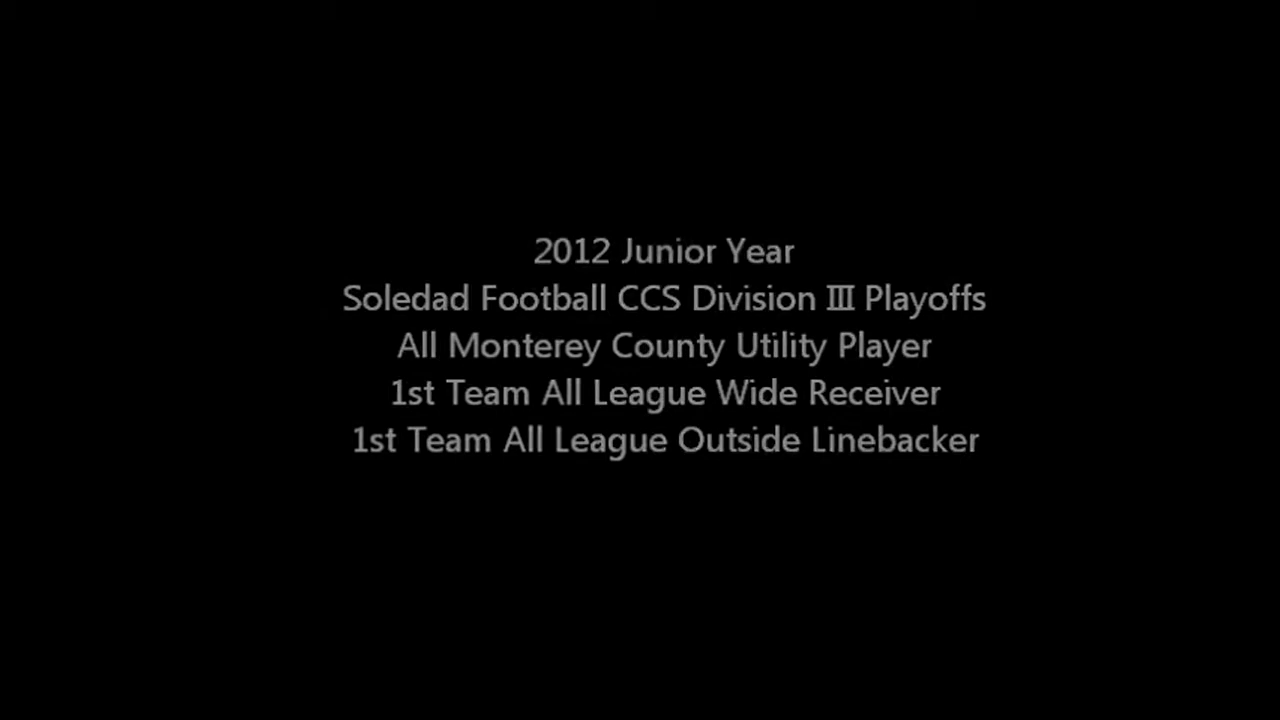 2012 Junior Year
Soledad Football CCS Division III Playoffs
All Monterey County Utility Player
1st Team All League Wide Receiver
1st Team All League Outside Linebacker